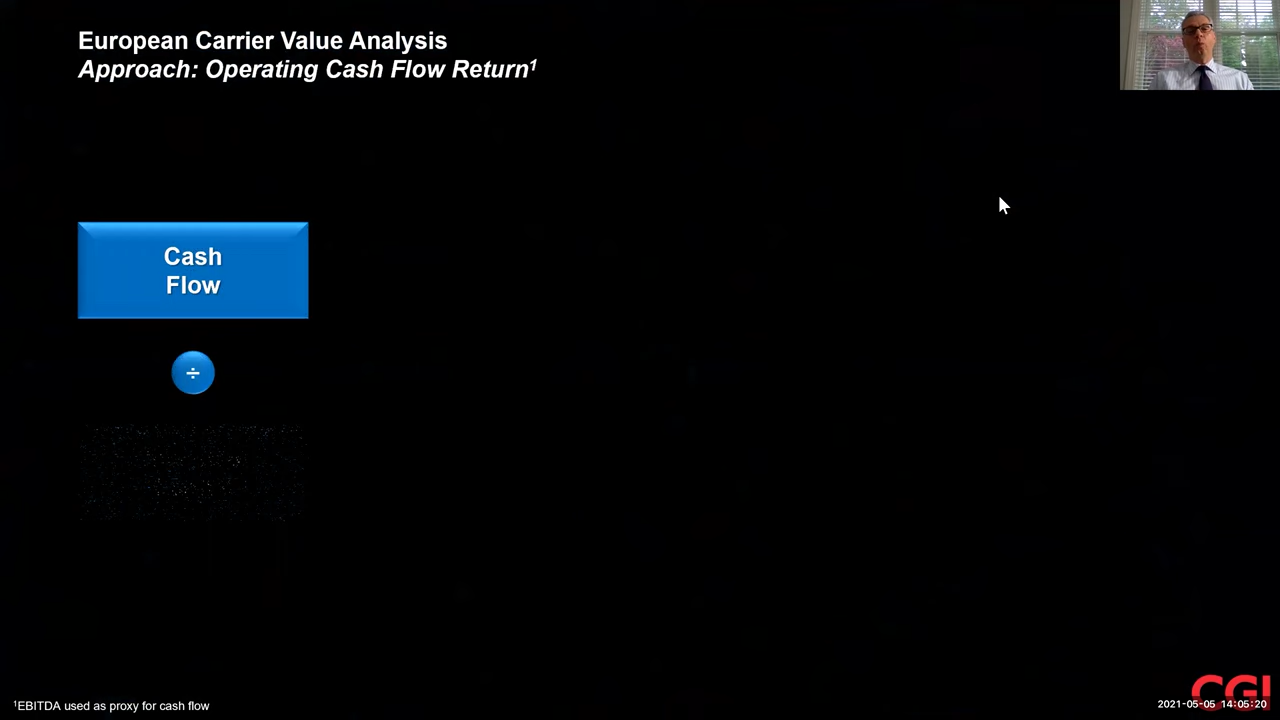 European Carrier Value Analysis
Approach: Operating Cash Flow Return¹
Cash
Flow
÷
¹EBITDA used as proxy for cash flow
CGI
2021-05-05 14:05:20